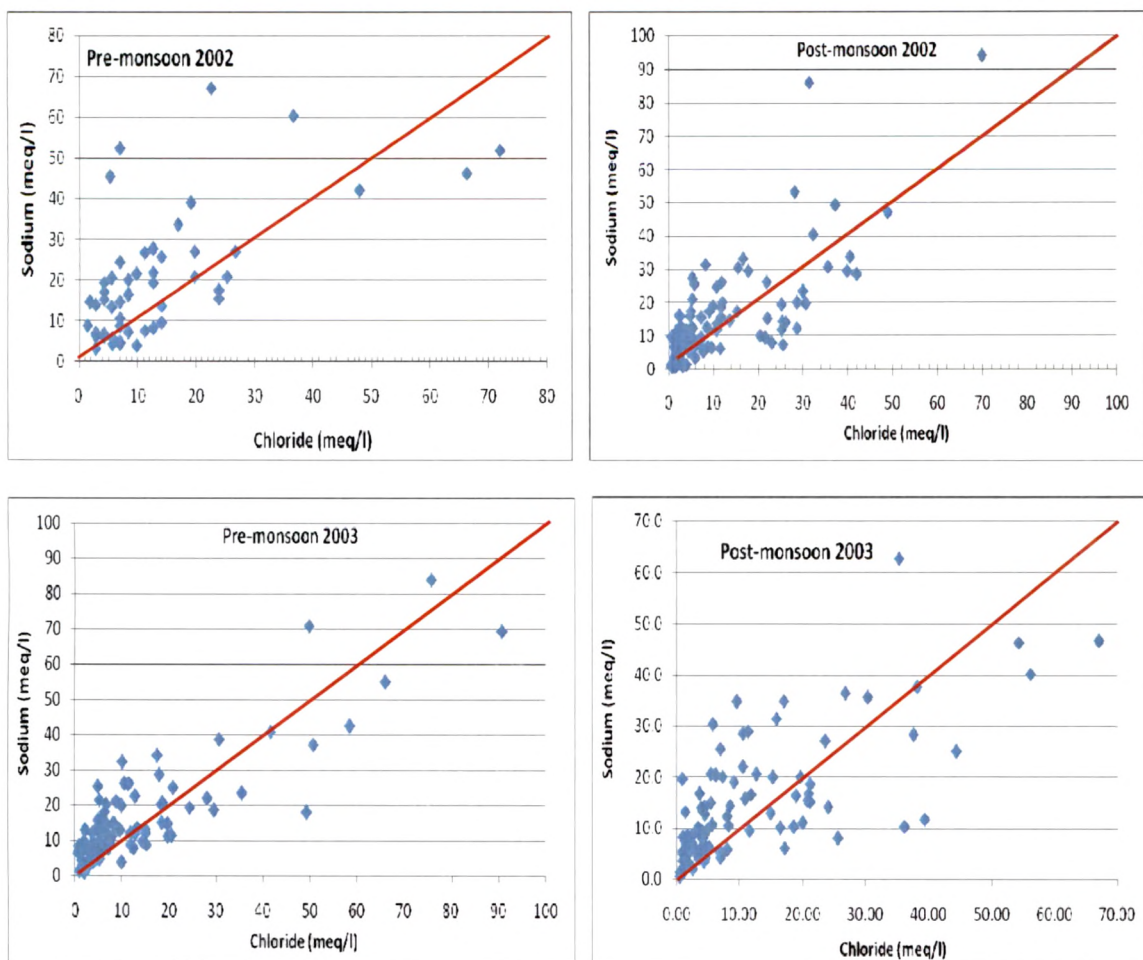 Pre-monsoon 2002
Sodium (meq/l)
80
70
60
50
40
30
20
10
0
0 10 20 30 40 50 60 70 80
Chloride (meq/l)
Post-monsoon 2002
Sodium (meq/l)
100
90
80
70
60
50
40
30
20
10
0
0 10 20 30 40 50 60 70 80 90 100
Chloride (meq/l)
Pre-monsoon 2003
Sodium (meq/l)
100
90
80
70
60
50
40
30
20
10
0
0 10 20 30 40 50 60 70 80 90 100
Chloride (meq/l)
Post-monsoon 2003
Sodium (meq/l)
70.0
60.0
50.0
40.0
30.0
20.0
10.0
0.0
0.00 10.00 20.00 30.00 40.00 50.00 60.00 70.00
Chloride (meq/l)